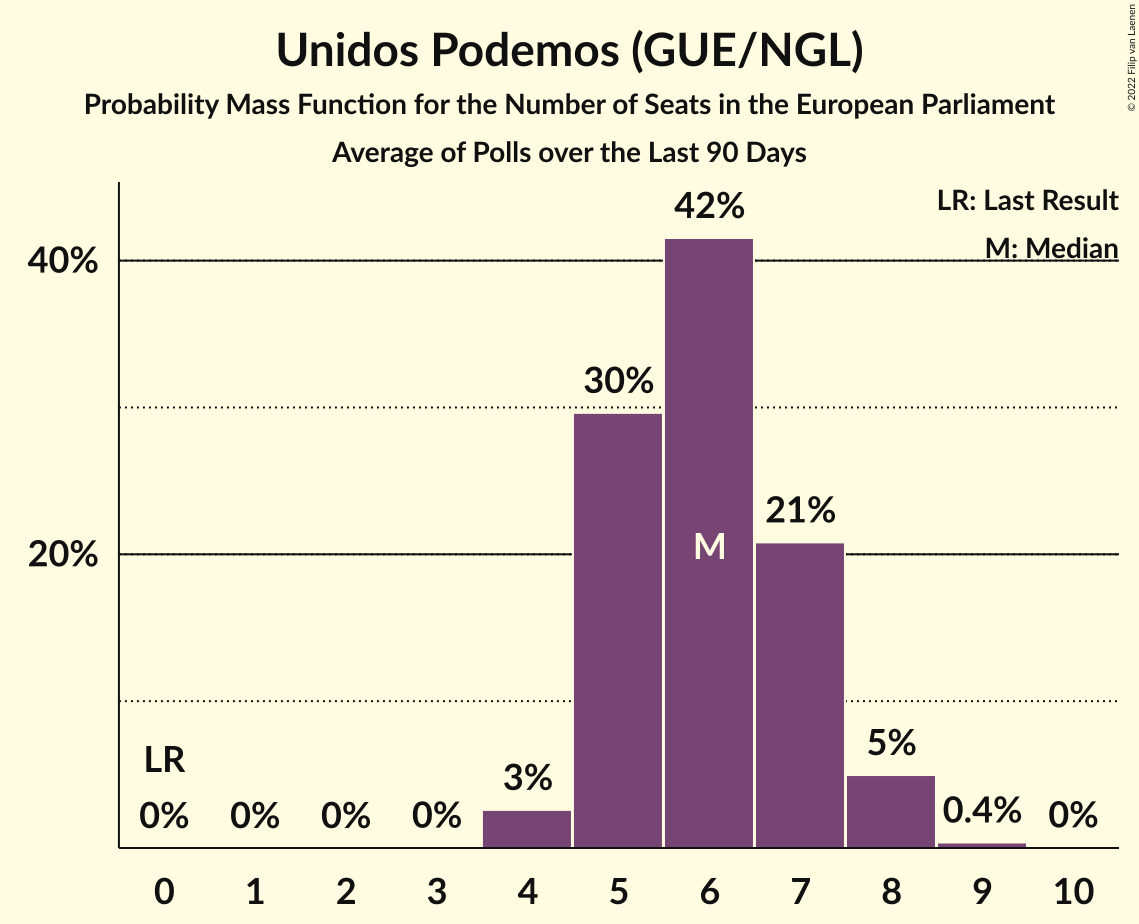 Unidos Podemos (GUE/NGL)
Probability Mass Function for the Number of Seats in the European Parliament
Average of Polls over the Last 90 Days
© 2022 Filip van Laenen
LR: Last Result
M: Median
42%
40%
30%
21%
M
20%
LR
0%
0%
0%
0%
3%
5%
0.4%
0%
0 1 2 3 4 5 6 7 8 9 10